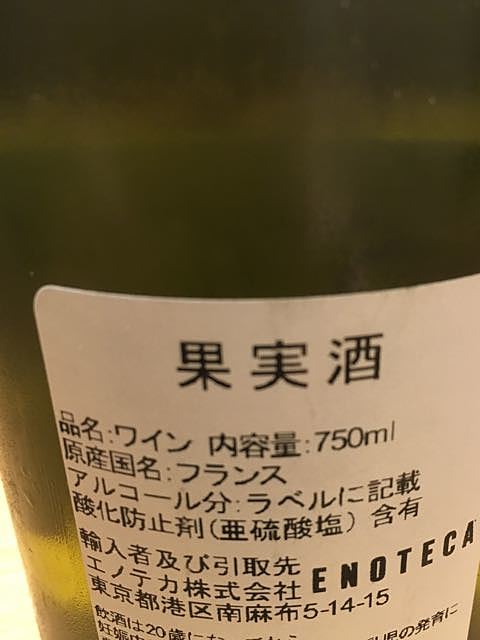 果実酒
品名:ワイン 内容量:750ml
原産国名:フランス
アルコール分:ラベルに記載
酸化防止剤(亜硫酸塩) 含有
輸入者及び引取先
エノテカ株式会社 ENOTECA
東京都港区南麻布5-14-15
飲酒は20歳になってから
の発育に